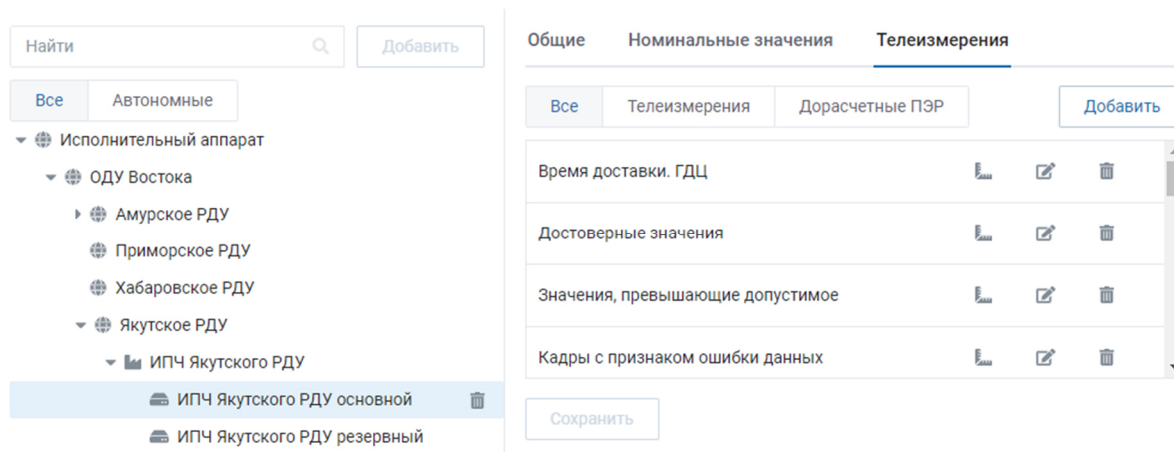 Найти
Добавить
Все
Автономные
Исполнительный аппарат
ОДУ Востока
Амурское РДУ
Приморское РДУ
Хабаровское РДУ
Якутское РДУ
ИПЧ Якутского РДУ
ИПЧ Якутского РДУ основной
ИПЧ Якутского РДУ резервный
Общие
Номинальные значения
Телеизмерения
Все
Телеизмерения
Дорасчетные ПЭР
Добавить
Время доставки. ГДЦ
Достоверные значения
Значения, превышающие допустимое
Кадры с признаком ошибки данных
Сохранить